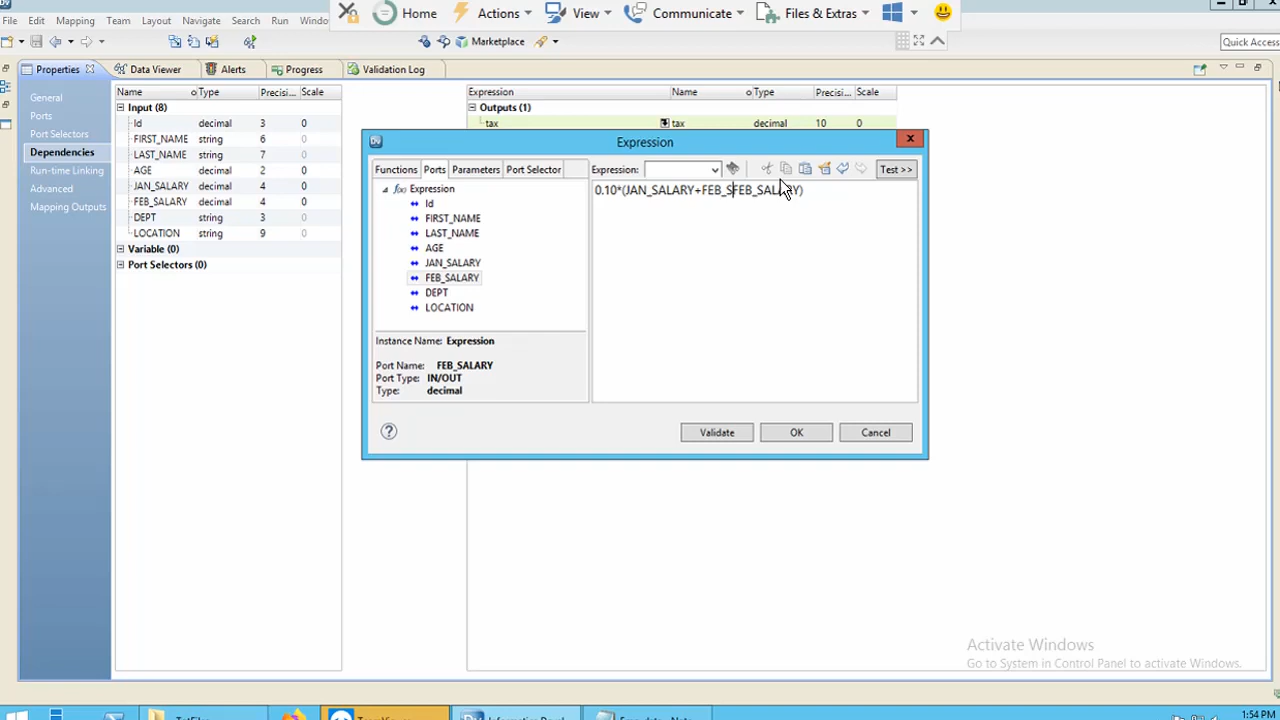 File Edit Mapping Team Layout Navigate Search Run Windo
Home Actions View Communicate Files & Extras
Marketplace
Quick Access
Properties Data Viewer Alerts Progress Validation Log
General
Ports
Port Selectors
Dependencies
Run-time Linking
Advanced
Mapping Outputs
Name Type Precisi... Scale
Input (8)
Id decimal 3 0
FIRST_NAME string 6 0
LAST_NAME string 7 0
AGE decimal 2 0
JAN_SALARY decimal 4 0
FEB_SALARY decimal 4 0
DEPT string 3 0
LOCATION string 9 0
Variable (0)
Port Selectors (0)
Expression Name Type Precisi... Scale
Outputs (1)
tax tax decimal 10 0
Expression
Functions Ports Parameters Port Selector
Expression: Test >>
Expression
Id
FIRST_NAME
LAST_NAME
AGE
JAN_SALARY
FEB_SALARY
DEPT
LOCATION
0.10*(JAN_SALARY+FEB_SFEB_SALARY)
Instance Name: Expression
Port Name: FEB_SALARY
Port Type: IN/OUT
Type: decimal
Validate OK Cancel
Activate Windows
Go to System in Control Panel to activate Windows.
1:54 PM